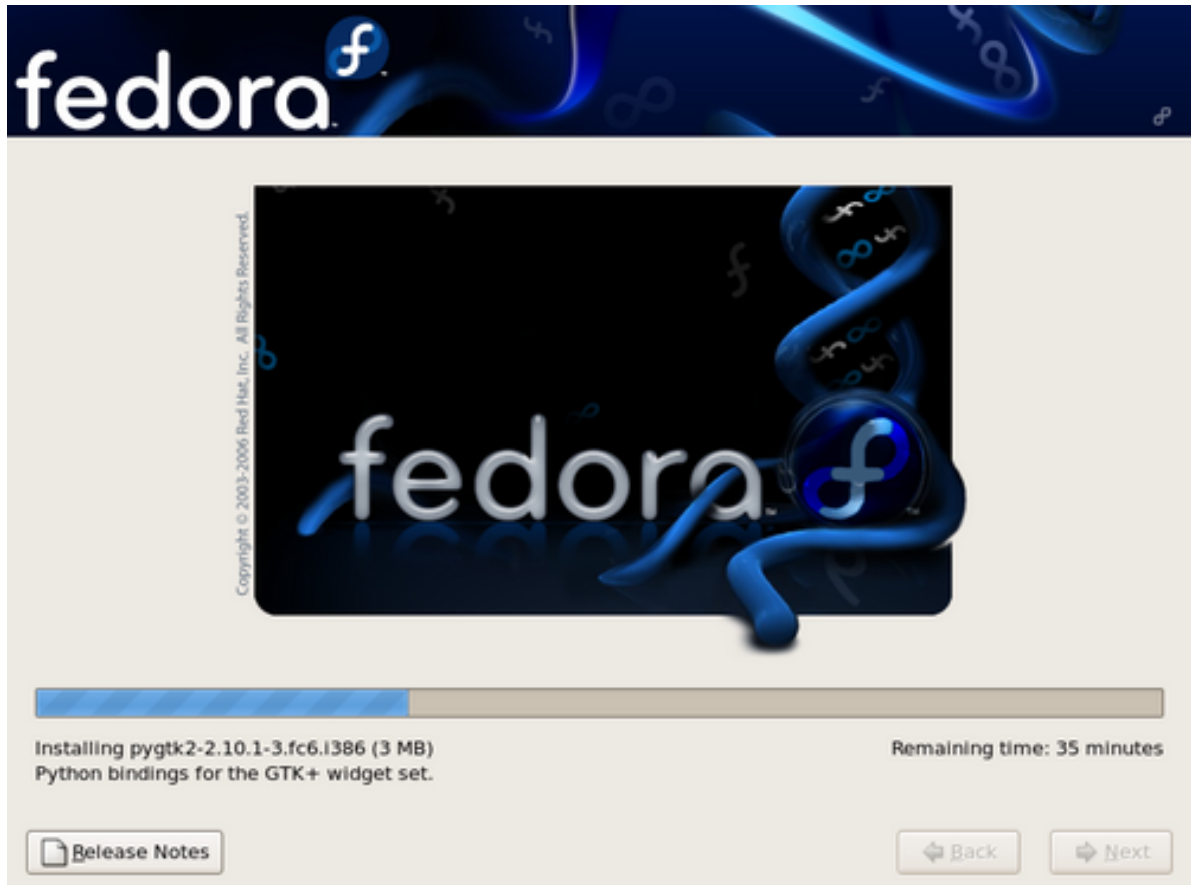 fedora
Copyright © 2003-2006 Red Hat, Inc. All Rights Reserved.
fedora
Installing pygtk2-2.10.1-3.fc6.i386 (3 MB)
Remaining time: 35 minutes
Python bindings for the GTK+ widget set.
Release Notes
Back
Next